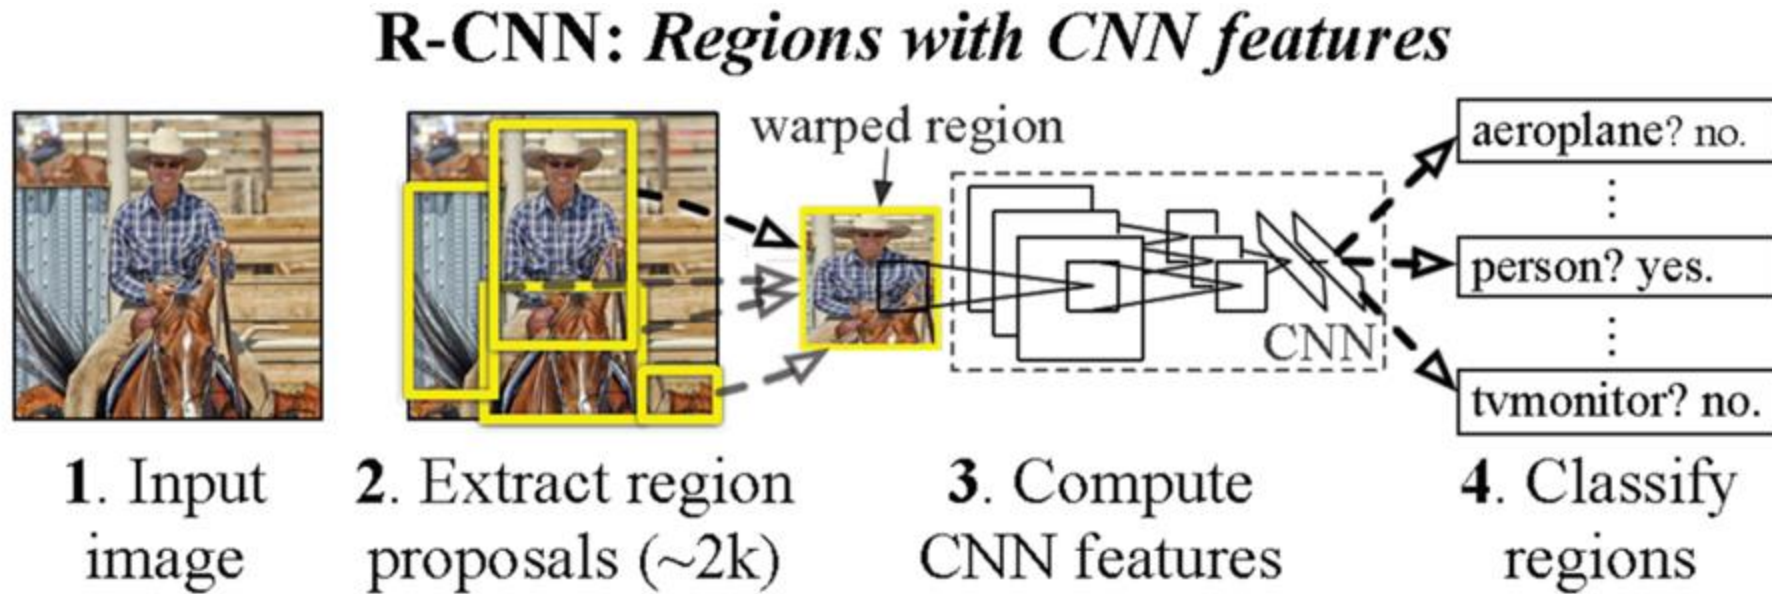 R-CNN: Regions with CNN features
warped region
aeroplane? no.
person? yes.
CNN
tvmonitor? no.
1. Input
image
2. Extract region
proposals (~2k)
3. Compute
CNN features
4. Classify
regions